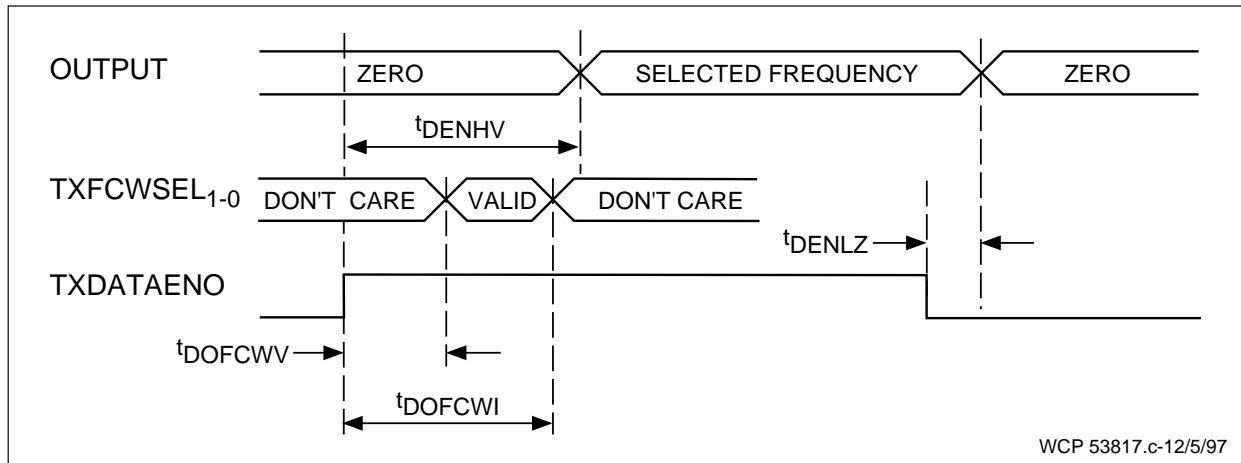 OUTPUT ZERO SELECTED FREQUENCY ZERO
tDENHV
TXFCWSEL1-0 DON'T CARE VALID DON'T CARE
tDENLZ
TXDATAENO
tDOFCWV
tDOFCWI
WCP 53817.c-12/5/97